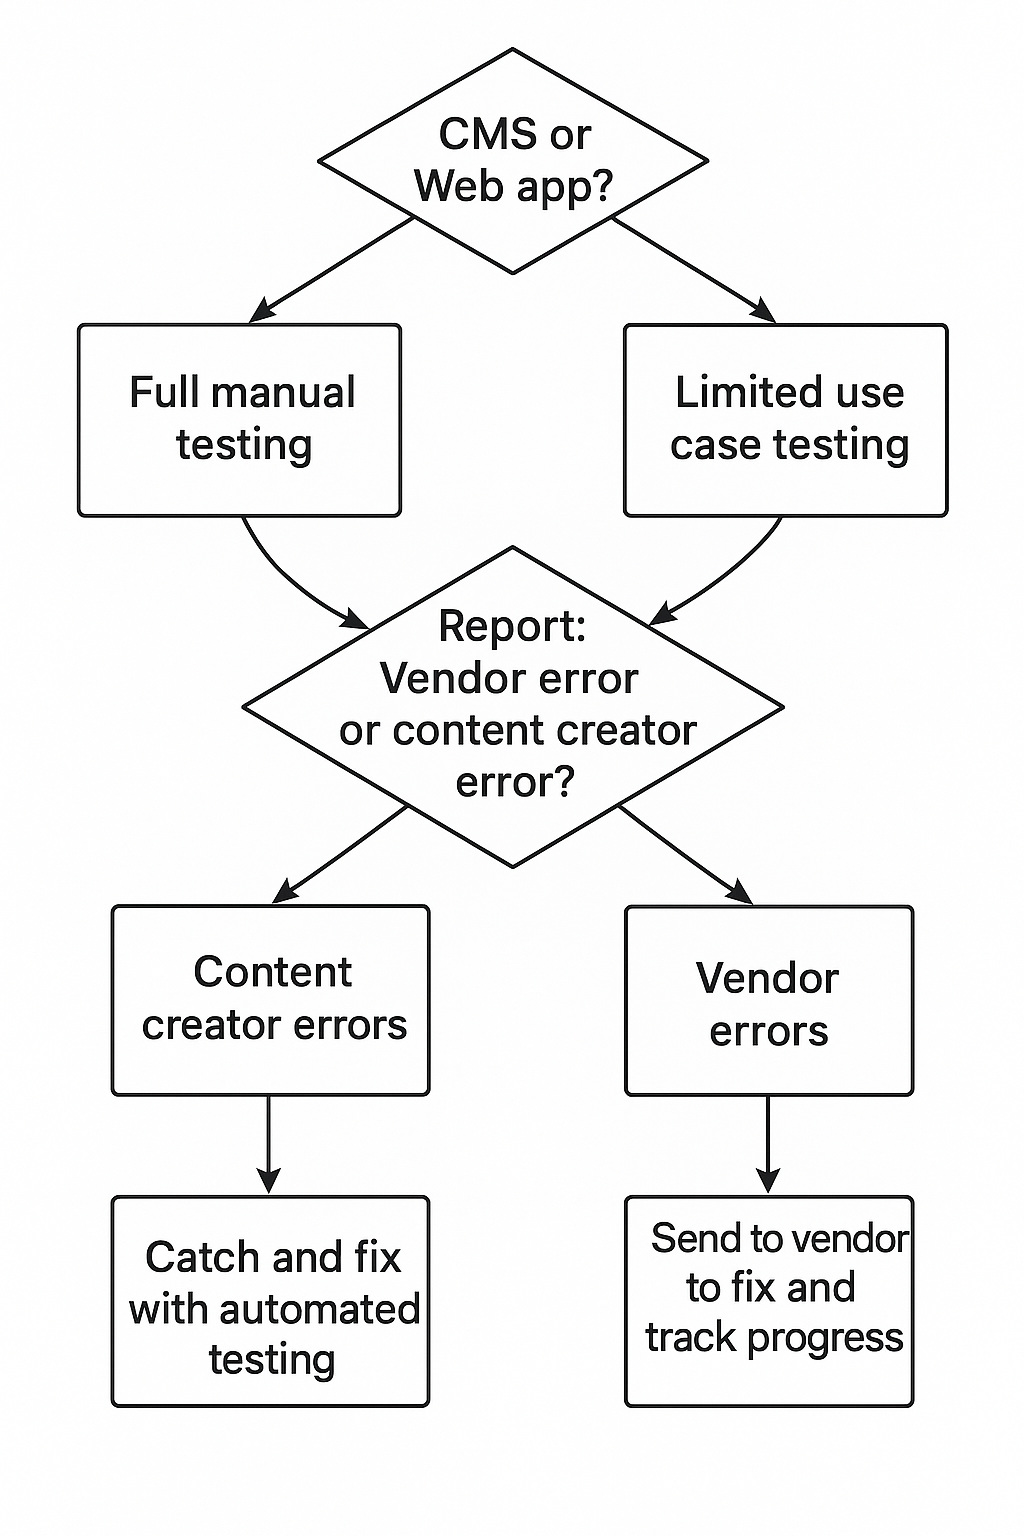 CMS or
Web app?
Full manual
testing
Limited use
case testing
Report:
Vendor error
or content creator
error?
Content
creator errors
Vendor
errors
Catch and fix
with automated
testing
Send to vendor
to fix and
track progress